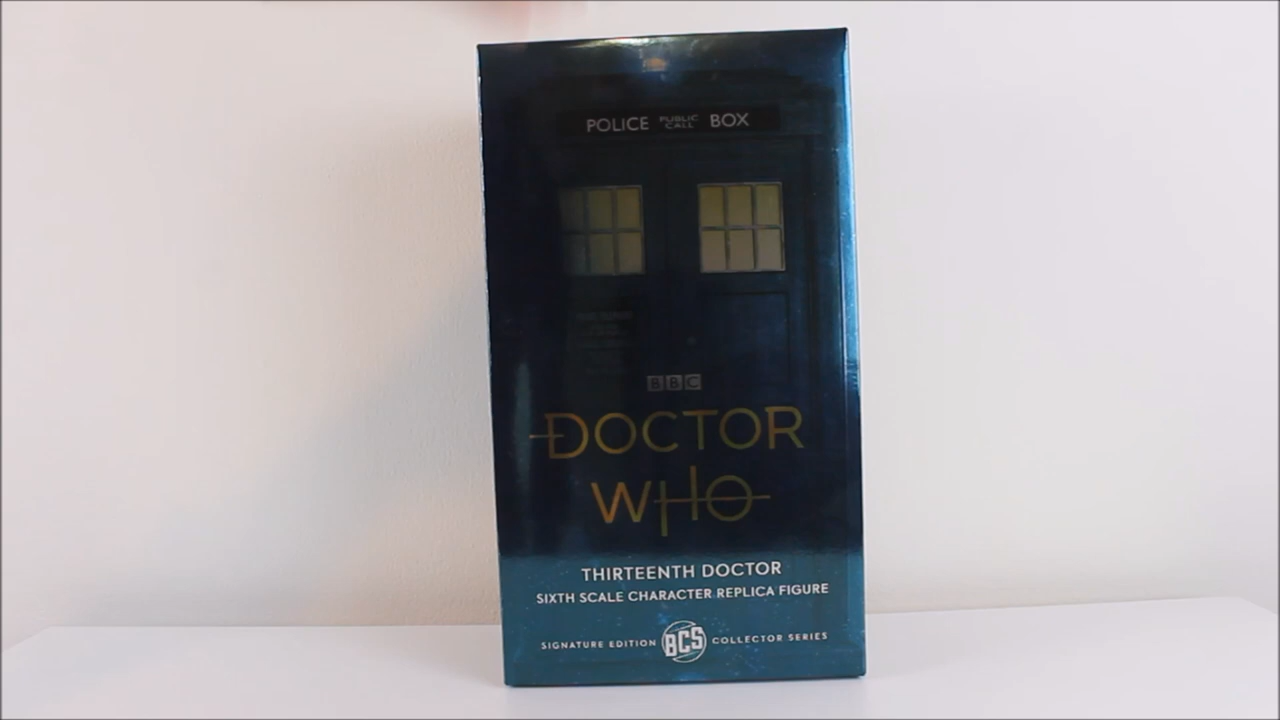 POLICE PUBLIC CALL BOX
BBC
DOCTOR
WHO
THIRTEENTH DOCTOR
SIXTH SCALE CHARACTER REPLICA FIGURE
SIGNATURE EDITION BCS COLLECTOR SERIES